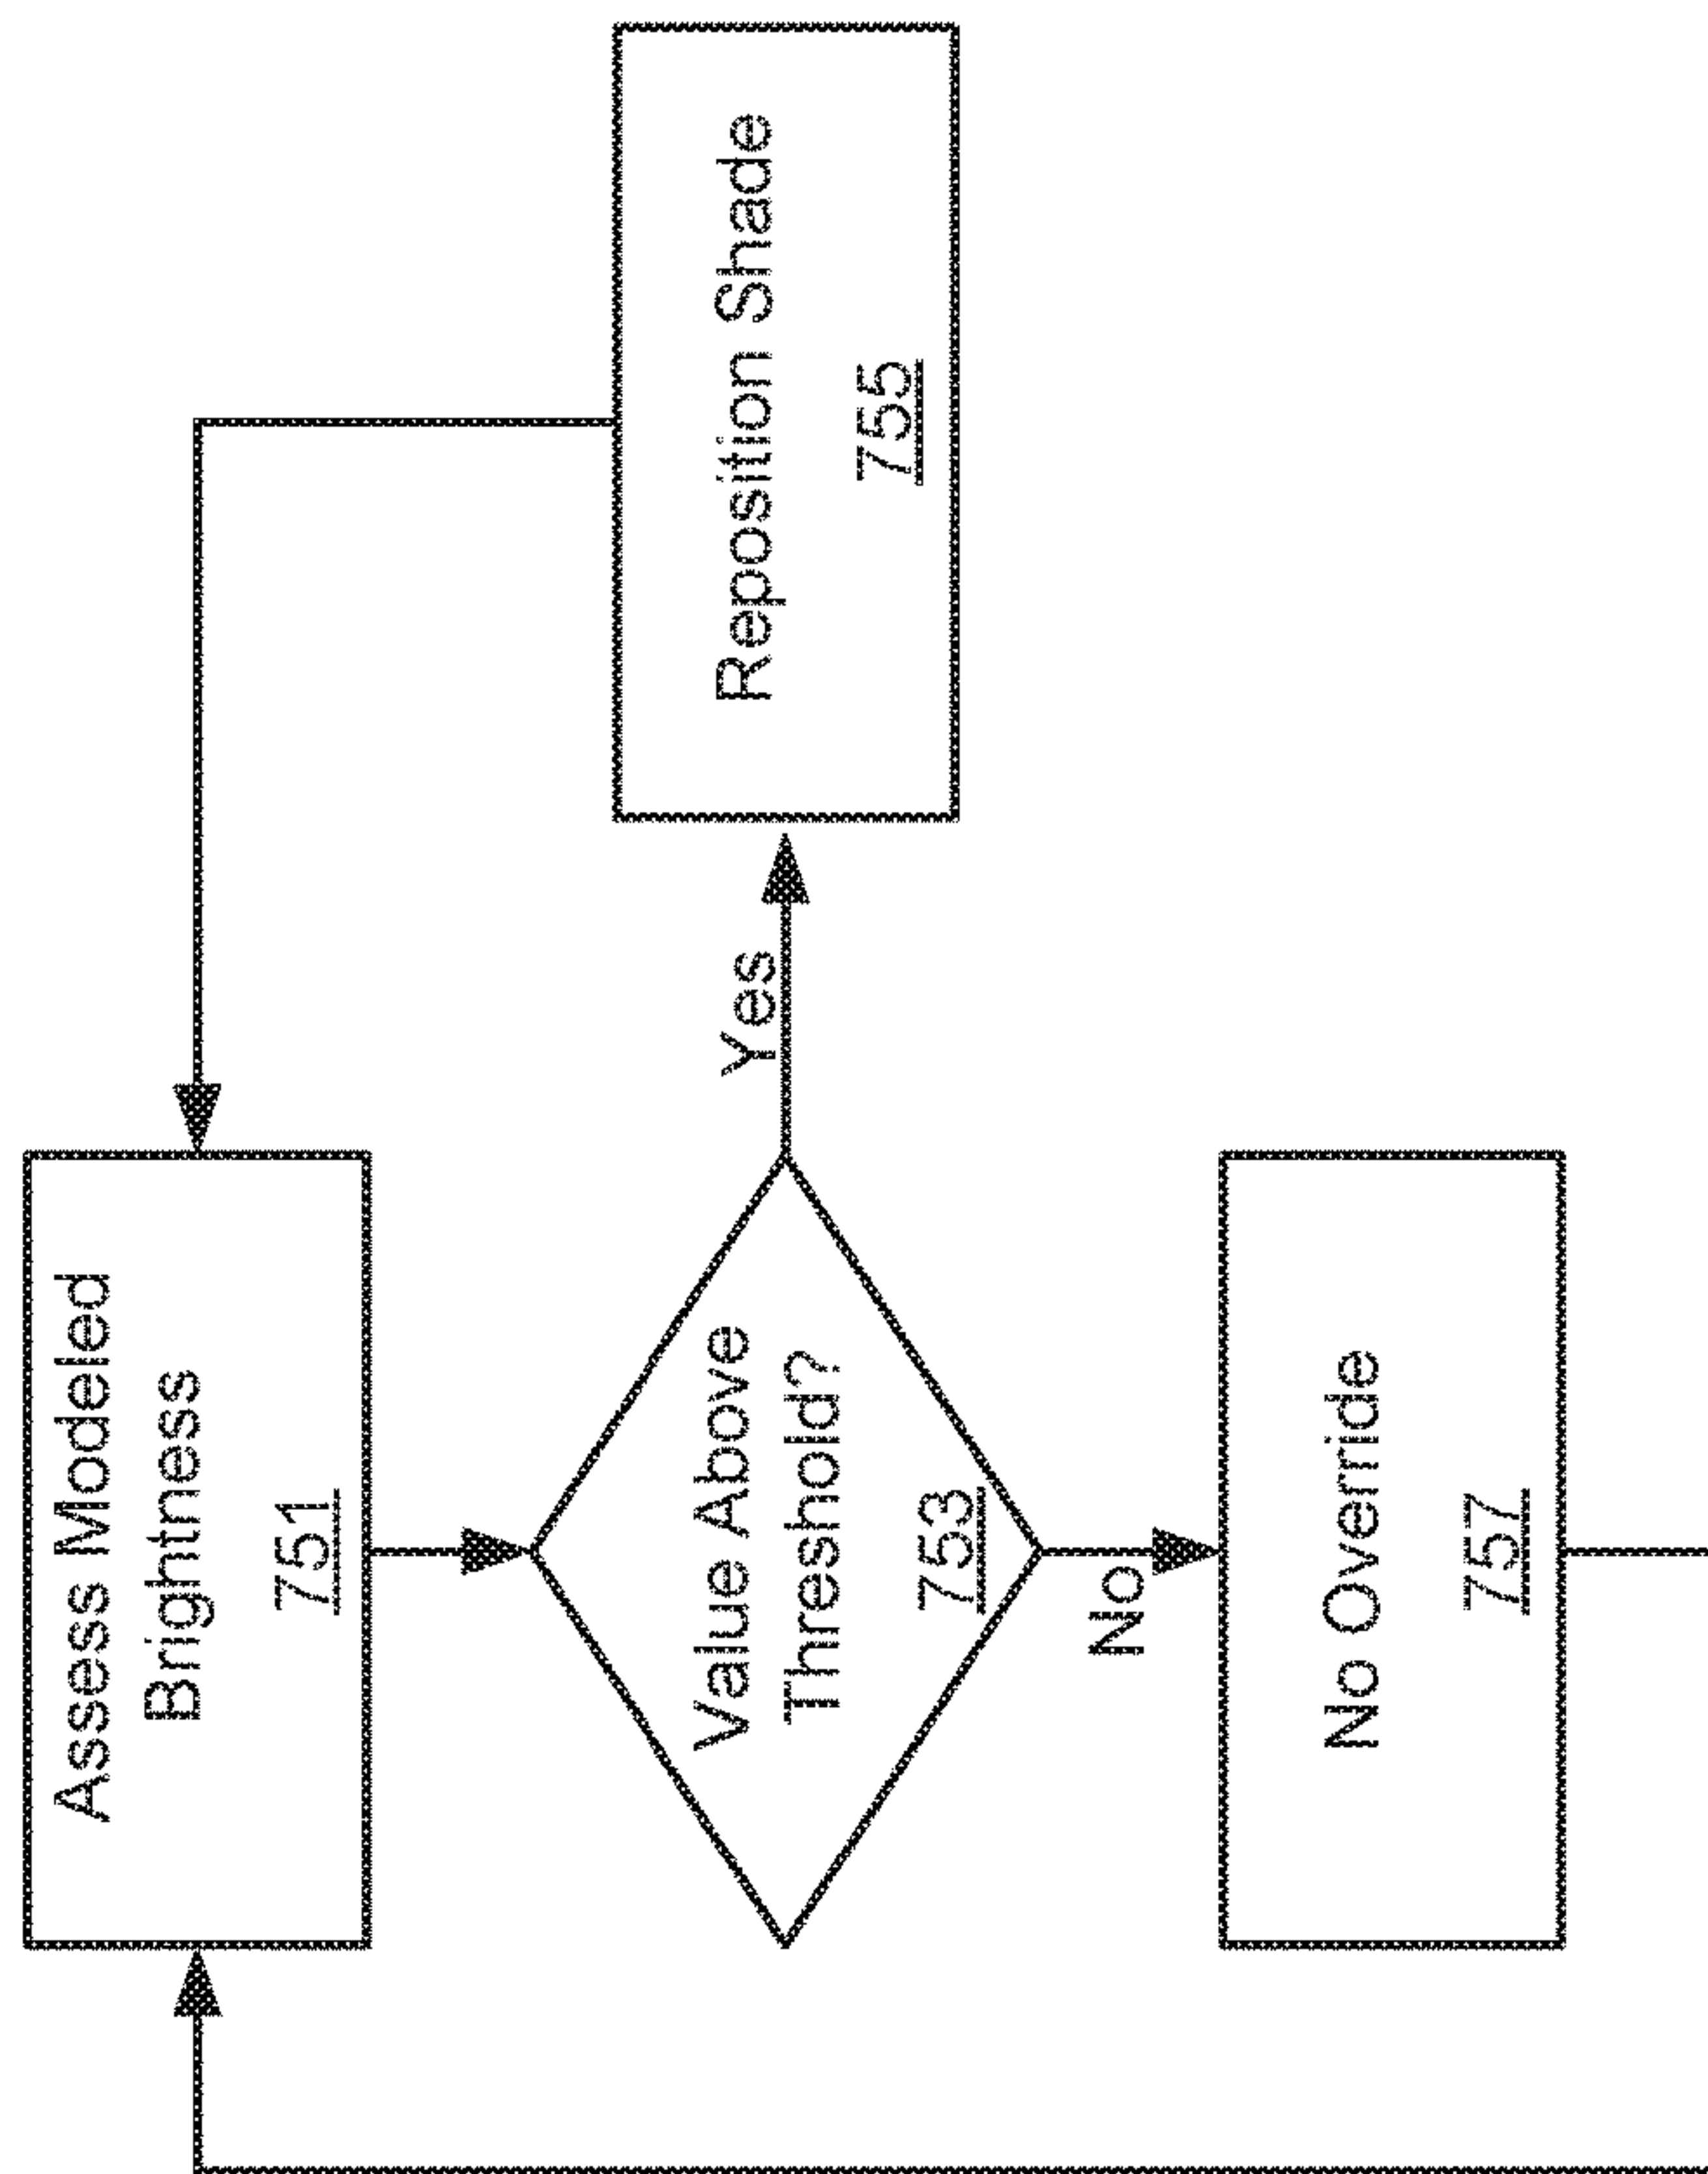 Assess Modeled
Brightness
751
Value Above
Threshold?
753
Yes
Reposition Shade
755
No
No Override
757